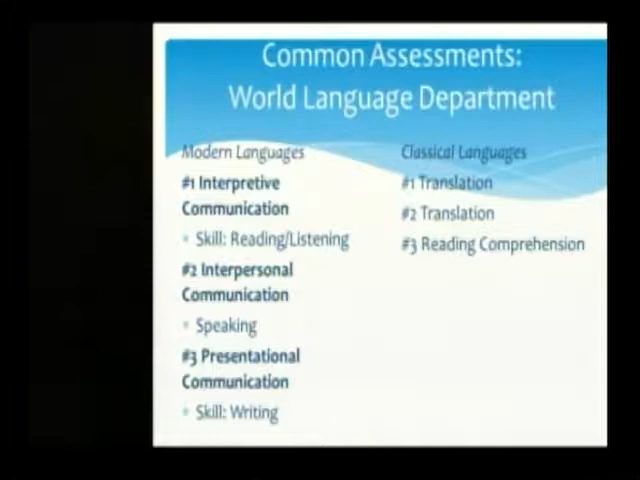 Common Assessments:
World Language Department
Modern Languages
#1 Interpretive
Communication
• Skill: Reading/Listening
#2 Interpersonal
Communication
• Speaking
#3 Presentational
Communication
• Skill: Writing
Classical Languages
#1 Translation
#2 Translation
#3 Reading Comprehension